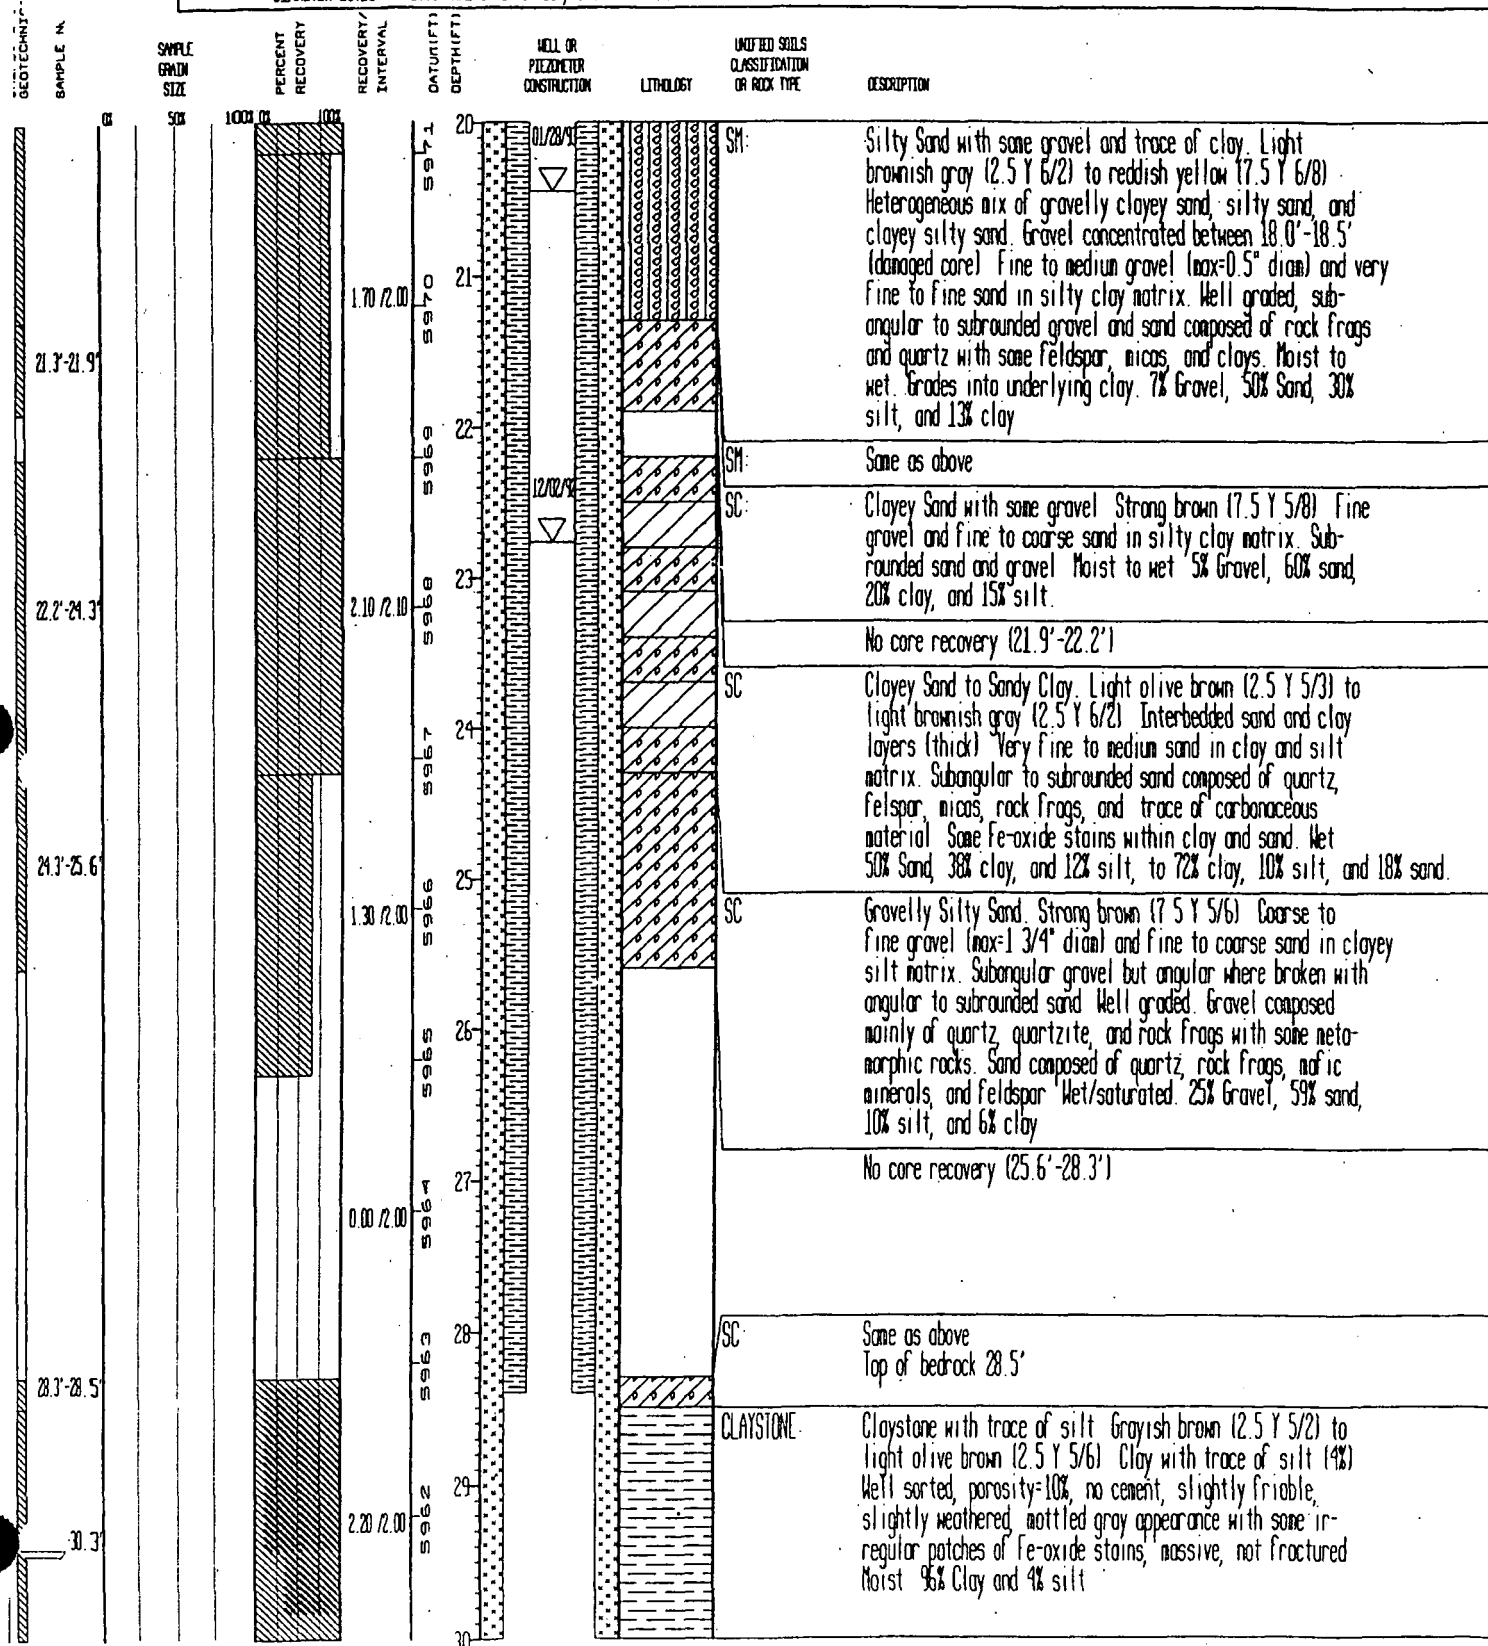 GEOTECHNI
SAMPLE N
SAMPLE
GRAIN
SIZE
PERCENT
RECOVERY
RECOVERY/
INTERVAL
DATUM(FT)
DEPTH(FT)
WELL OR
PIEZOMETER
CONSTRUCTION
LITHOLOGY
UNIFIED SOILS
CLASSIFICATION
OR ROCK TYPE
DESCRIPTION
0% 50% 100% 0% 100%
20
5971
01/28/9
21
5970
1.70 /2.00
21.3'-21.9'
22
5969
12/02/9
23
5968
2.10 /2.10
22.2'-24.3'
24
5967
24.3'-25.6'
25
5966
1.30 /2.00
26
5965
27
5964
0.00 /2.00
28
5963
28.3'-28.5'
29
5962
2.20 /2.00
30.3'
30
SM:
Silty Sand with some gravel and trace of clay. Light
brownish gray (2.5 Y 6/2) to reddish yellow (7.5 Y 6/8)
Heterogeneous mix of gravelly clayey sand, silty sand, and
clayey silty sand. Gravel concentrated between 18.0'-18.5'
(damaged core) Fine to medium gravel (max=0.5" diam) and very
fine to fine sand in silty clay matrix. Well graded, sub-
angular to subrounded gravel and sand composed of rock frags
and quartz with some feldspar, micas, and clays. Moist to
wet. Grades into underlying clay. 7% Gravel, 50% Sand, 30%
silt, and 13% clay
SM:
Same as above
SC:
Clayey Sand with some gravel Strong brown (7.5 Y 5/8) Fine
gravel and fine to coarse sand in silty clay matrix. Sub-
rounded sand and gravel Moist to wet 5% Gravel, 60% sand,
20% clay, and 15% silt.
No core recovery (21.9'-22.2')
SC
Clayey Sand to Sandy Clay. Light olive brown (2.5 Y 5/3) to
light brownish gray (2.5 Y 6/2) Interbedded sand and clay
layers (thick) Very fine to medium sand in clay and silt
matrix. Subangular to subrounded sand composed of quartz,
felspar, micas, rock frags, and trace of carbonaceous
material Some Fe-oxide stains within clay and sand. Wet
50% Sand, 38% clay, and 12% silt, to 72% clay, 10% silt, and 18% sand.
SC
Gravelly Silty Sand. Strong brown (7 5 Y 5/6) Coarse to
fine gravel (max=1 3/4" diam) and fine to coarse sand in clayey
silt matrix. Subangular gravel but angular where broken with
angular to subrounded sand Well graded. Gravel composed
mainly of quartz, quartzite, and rock frags with some meta-
morphic rocks. Sand composed of quartz, rock frags, mafic
minerals, and feldspar Wet/saturated. 25% Gravel, 59% sand,
10% silt, and 6% clay
No core recovery (25.6'-28.3')
SC
Same as above
Top of bedrock 28.5'
CLAYSTONE
Claystone with trace of silt Grayish brown (2.5 Y 5/2) to
light olive brown (2.5 Y 5/6) Clay with trace of silt (4%)
Well sorted, porosity=10%, no cement, slightly friable,
slightly weathered, mottled gray appearance with some ir-
regular patches of Fe-oxide stains, massive, not fractured
Moist 96% Clay and 4% silt